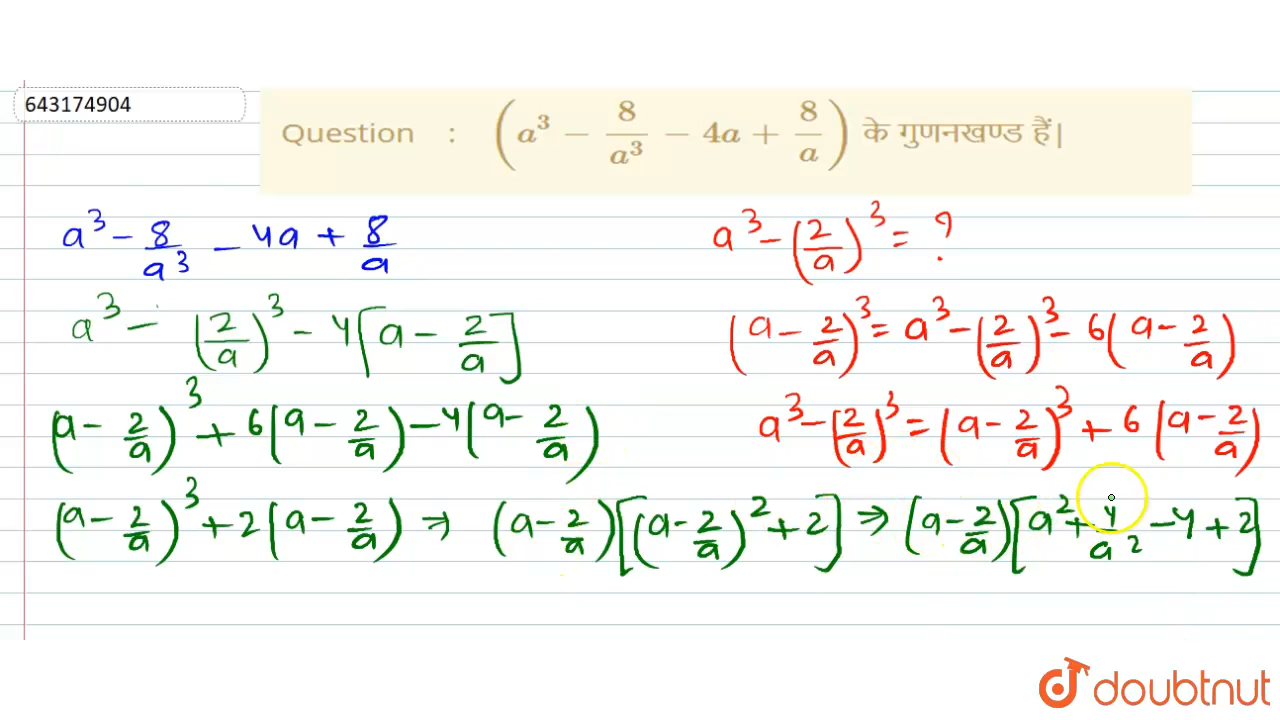 643174904
Question : (a³ − 8/a³ − 4a + 8/a) के गुणनखण्ड हैं|
a³ − 8/a³ − 4a + 8/a
a³ − (2/a)³ = ?
a³ − (2/a)³ − 4[a − 2/a]
(a − 2/a)³ = a³ − (2/a)³ − 6(a − 2/a)
(a − 2/a)³ + 6(a − 2/a) − 4(a − 2/a)
a³ − (2/a)³ = (a − 2/a)³ + 6(a − 2/a)
(a − 2/a)³ + 2(a − 2/a) ⇒ (a − 2/a)[(a − 2/a)² + 2] ⇒ (a − 2/a)[a² + 4/a² − 4 + 2]
doubtnut